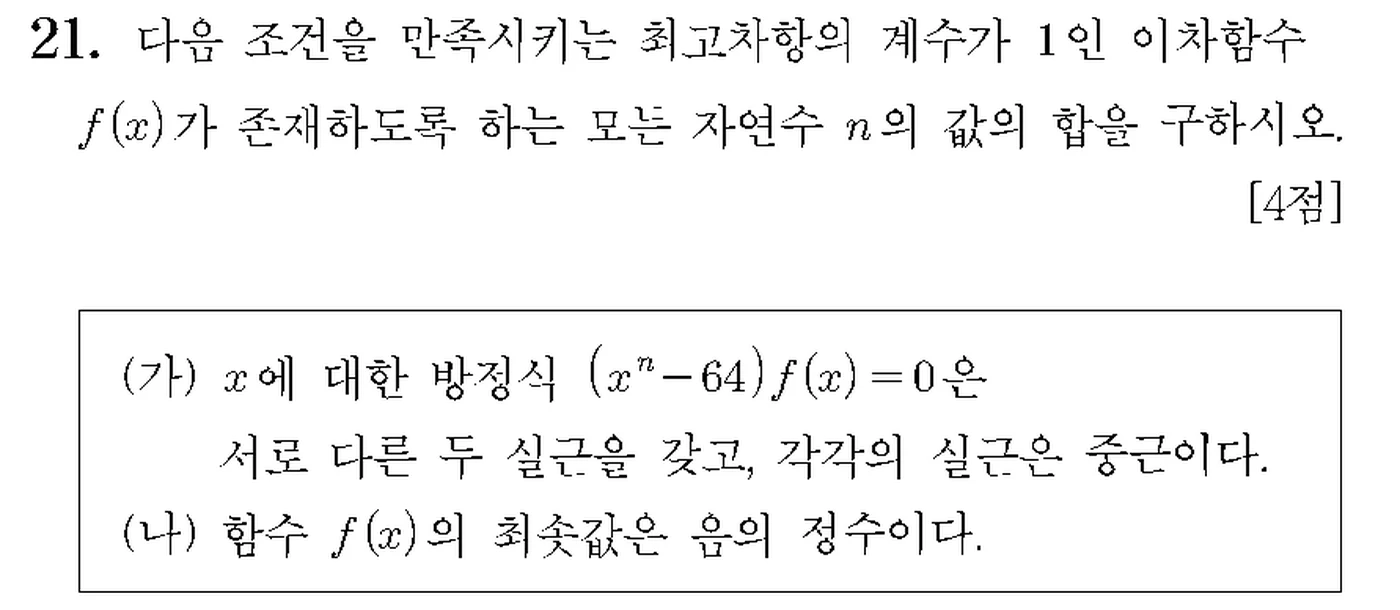 21. 다음 조건을 만족시키는 최고차항의 계수가 1인 이차함수
f(x)가 존재하도록 하는 모든 자연수 n의 값의 합을 구하시오.
[4점]
(가) x에 대한 방정식 (xⁿ−64)f(x)=0은
서로 다른 두 실근을 갖고, 각각의 실근은 중근이다.
(나) 함수 f(x)의 최솟값은 음의 정수이다.